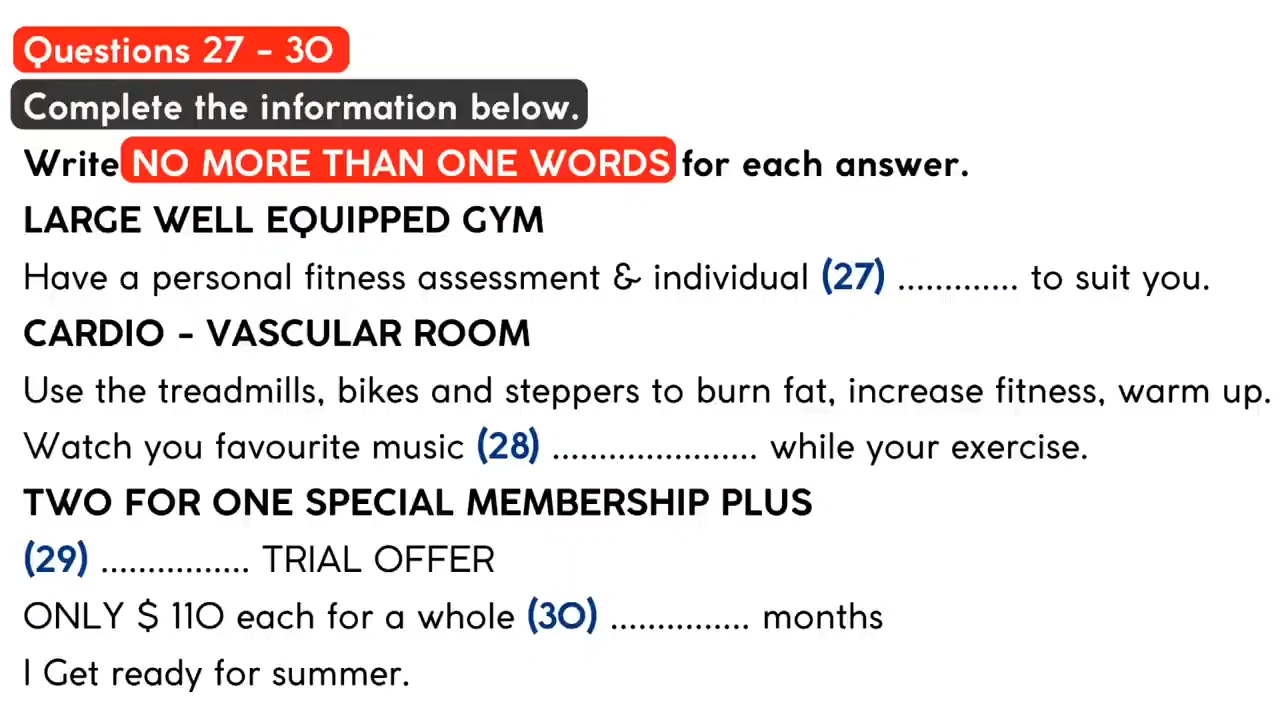 Questions 27 - 30
Complete the information below.
Write NO MORE THAN ONE WORDS for each answer.
LARGE WELL EQUIPPED GYM
Have a personal fitness assessment & individual (27) ............. to suit you.
CARDIO - VASCULAR ROOM
Use the treadmills, bikes and steppers to burn fat, increase fitness, warm up.
Watch you favourite music (28) ...................... while your exercise.
TWO FOR ONE SPECIAL MEMBERSHIP PLUS
(29) ................ TRIAL OFFER
ONLY $ 110 each for a whole (30) ............... months
I Get ready for summer.